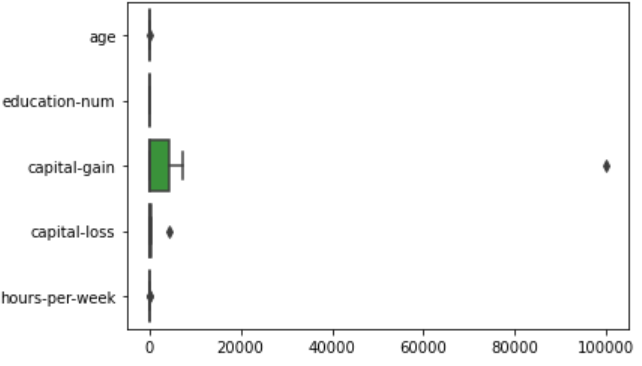 age
education-num
capital-gain
capital-loss
hours-per-week
0 20000 40000 60000 80000 100000